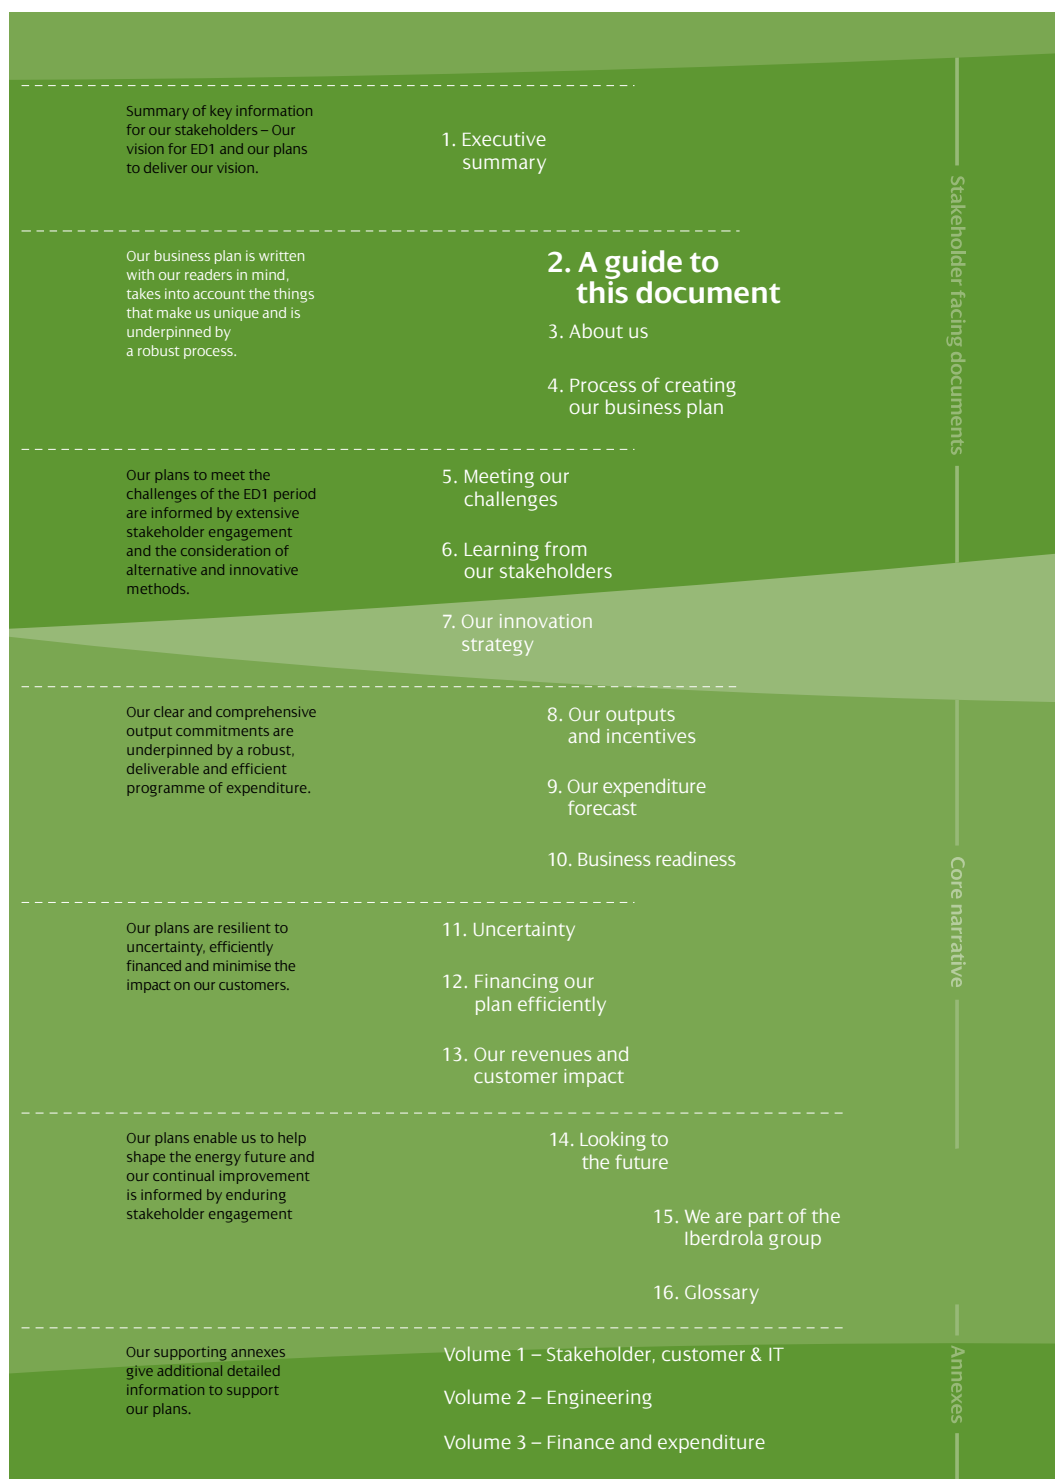 Summary of key information
for our stakeholders – Our
vision for ED1 and our plans
to deliver our vision.
1. Executive
summary
Our business plan is written
with our readers in mind,
takes into account the things
that make us unique and is
underpinned by
a robust process.
2. A guide to
this document
3. About us
4. Process of creating
our business plan
Stakeholder facing documents
Our plans to meet the
challenges of the ED1 period
are informed by extensive
stakeholder engagement
and the consideration of
alternative and innovative
methods.
5. Meeting our
challenges
6. Learning from
our stakeholders
7. Our innovation
strategy
Our clear and comprehensive
output commitments are
underpinned by a robust,
deliverable and efficient
programme of expenditure.
8. Our outputs
and incentives
9. Our expenditure
forecast
10. Business readiness
Core narrative
Our plans are resilient to
uncertainty, efficiently
financed and minimise the
impact on our customers.
11. Uncertainty
12. Financing our
plan efficiently
13. Our revenues and
customer impact
Our plans enable us to help
shape the energy future and
our continual improvement
is informed by enduring
stakeholder engagement
14. Looking to
the future
15. We are part of the
Iberdrola group
16. Glossary
Our supporting annexes
give additional detailed
information to support
our plans.
Volume 1 – Stakeholder, customer & IT
Volume 2 – Engineering
Volume 3 – Finance and expenditure
Annexes